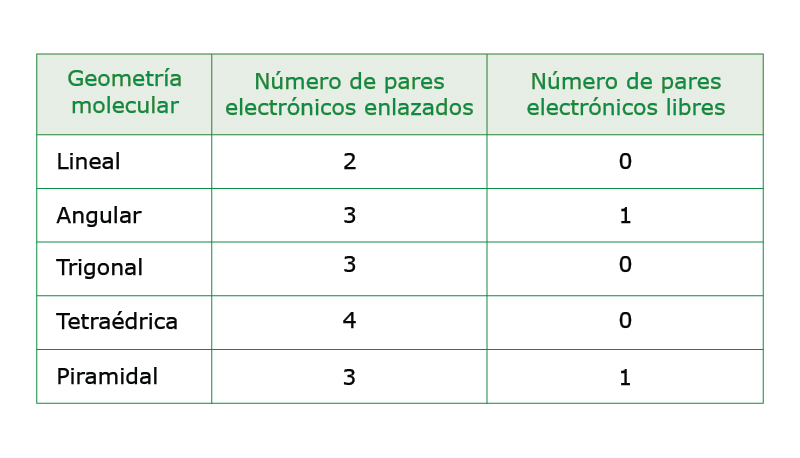 Geometría
molecular
Número de pares
electrónicos enlazados
Número de pares
electrónicos libres
Lineal 2 0
Angular 3 1
Trigonal 3 0
Tetraédrica 4 0
Piramidal 3 1